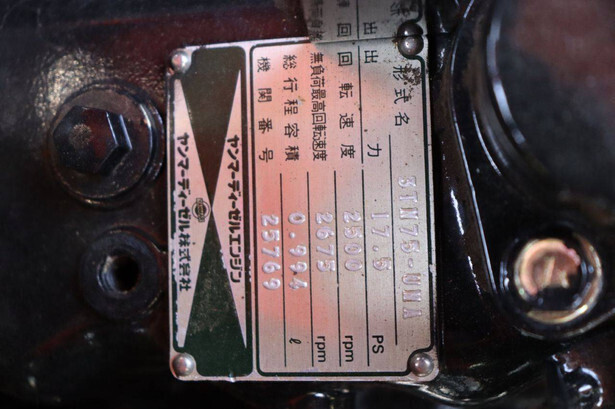 形式名 3TN75-UWA
出力 17.5 PS
回転速度 2500 rpm
無負荷最高回転速度 2675 rpm
総行程容積 0.994 ℓ
機関番号 25769
ヤンマーディーゼルエンジン
ヤンマーディーゼル株式会社